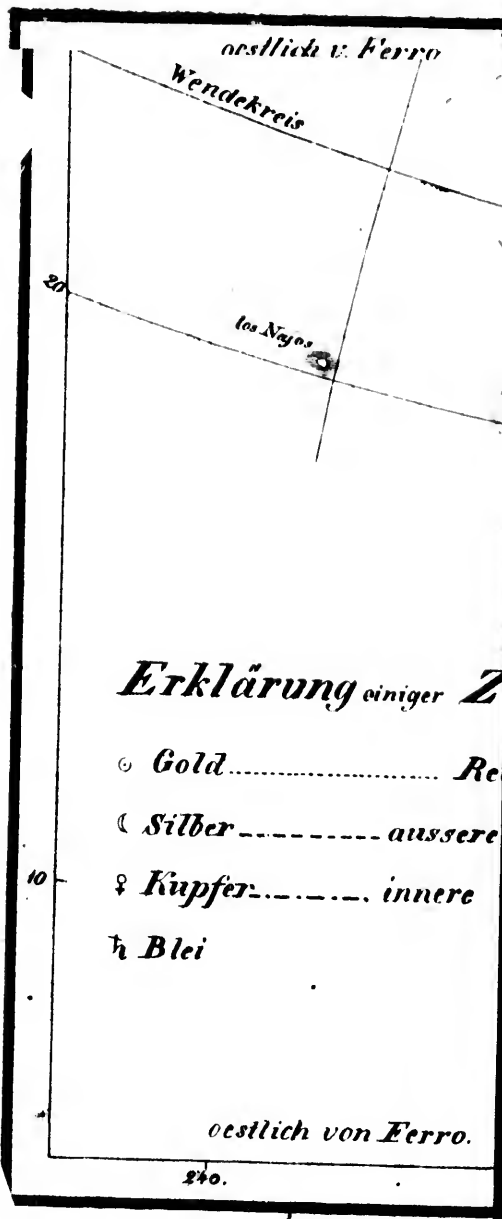 oestlich v. Ferro
Wendekreis
20
los Nayos
Erklärung einiger Z
☉ Gold.................... Re
☾ Silber---------- aussere
♀ Kupfer-.-.-.-. innere
♄ Blei
10
oestlich von Ferro.
240.